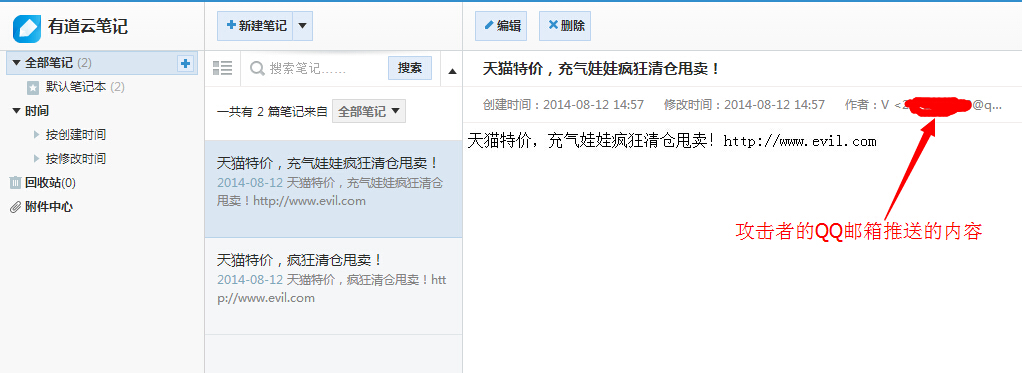 有道云笔记
全部笔记 (2)
默认笔记本 (2)
时间
按创建时间
按修改时间
回收站(0)
附件中心
新建笔记
搜索笔记…… 搜索
一共有 2 篇笔记来自 全部笔记
天猫特价，充气娃娃疯狂清仓甩卖！
2014-08-12 天猫特价，充气娃娃疯狂清仓
甩卖！http://www.evil.com
天猫特价，疯狂清仓甩卖！
2014-08-12 天猫特价，疯狂清仓甩卖！htt
p://www.evil.com
编辑 删除
天猫特价，充气娃娃疯狂清仓甩卖！
创建时间：2014-08-12 14:57 修改时间：2014-08-12 14:57 作者：V <2 @q...
天猫特价，充气娃娃疯狂清仓甩卖！http://www.evil.com
攻击者的QQ邮箱推送的内容